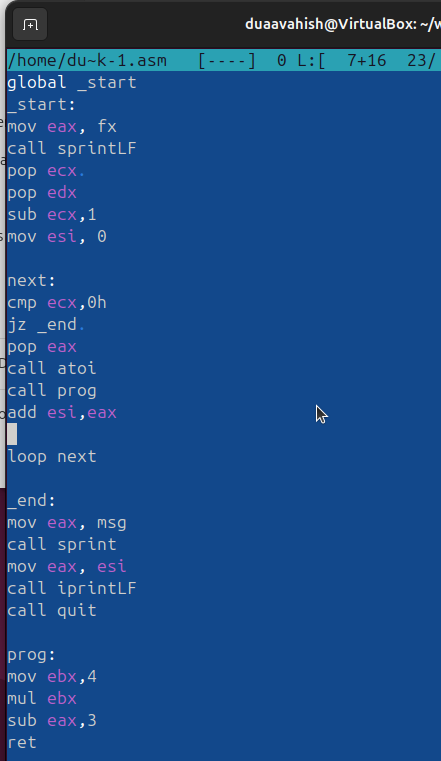 duaavahish@VirtualBox: ~/w
/home/du~k-1.asm   [----]  0 L:[  7+16  23/
global _start
_start:
mov eax, fx
call sprintLF
pop ecx.
pop edx
sub ecx,1
mov esi, 0
next:
cmp ecx,0h
jz _end.
pop eax
call atoi
call prog
add esi,eax
loop next
_end:
mov eax, msg
call sprint
mov eax, esi
call iprintLF
call quit
prog:
mov ebx,4
mul ebx
sub eax,3
ret